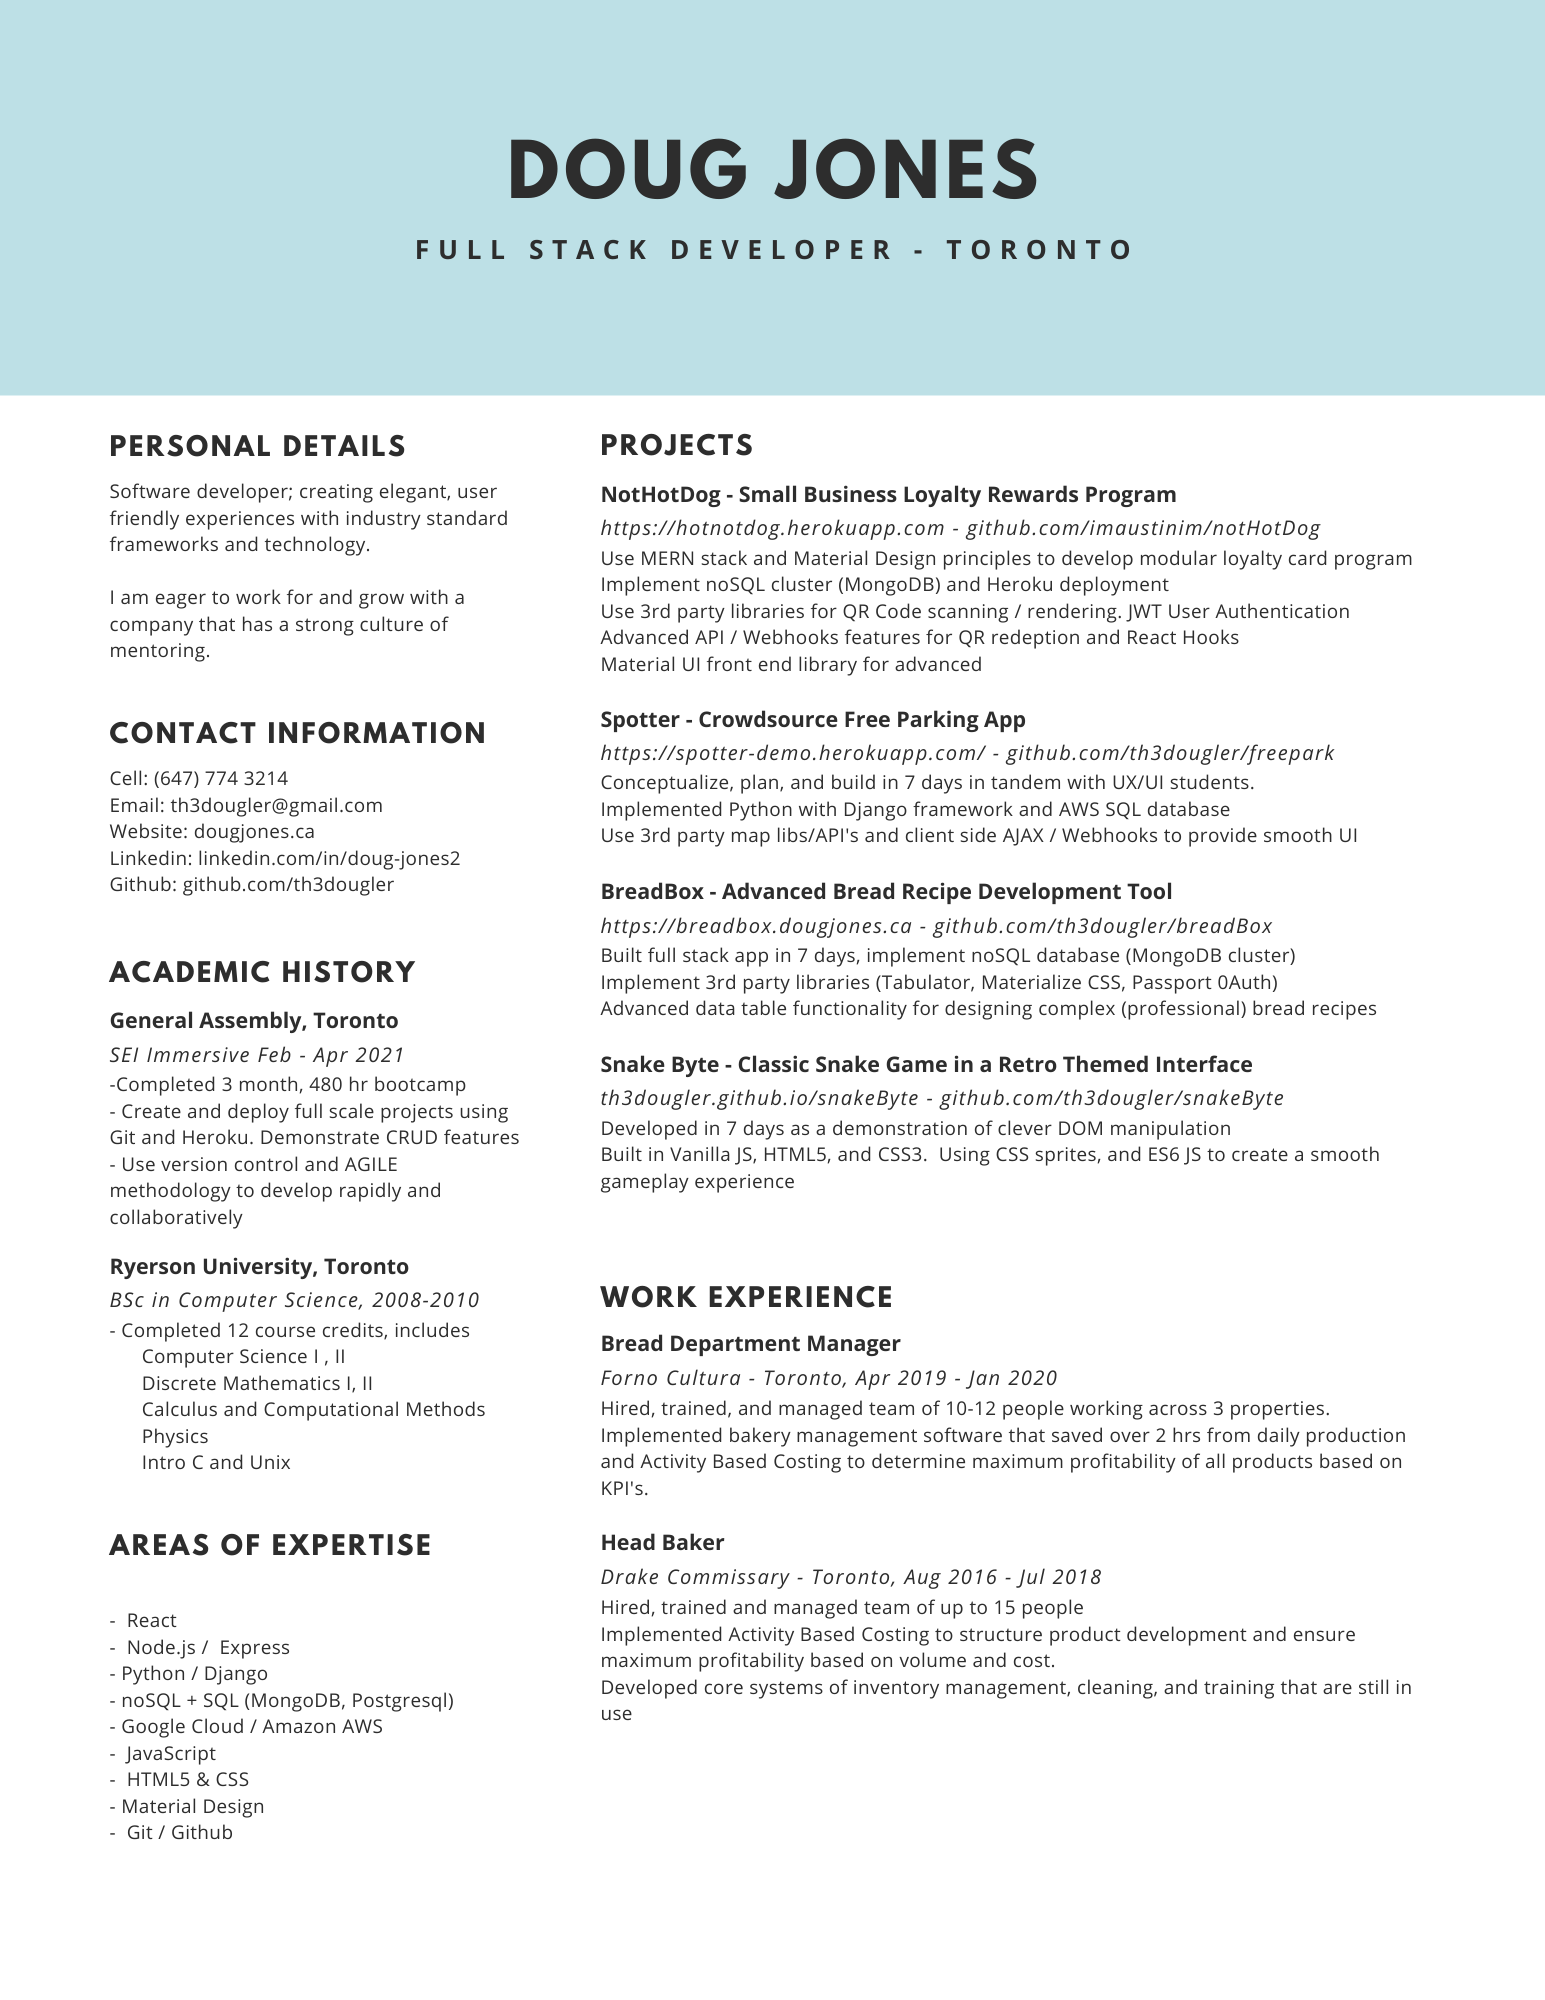 DOUG JONES
FULL STACK DEVELOPER - TORONTO
PERSONAL DETAILS
Software developer; creating elegant, user
friendly experiences with industry standard
frameworks and technology.
I am eager to work for and grow with a
company that has a strong culture of
mentoring.
CONTACT INFORMATION
Cell: (647) 774 3214
Email: th3dougler@gmail.com
Website: dougjones.ca
Linkedin: linkedin.com/in/doug-jones2
Github: github.com/th3dougler
ACADEMIC HISTORY
General Assembly, Toronto
SEI Immersive Feb - Apr 2021
-Completed 3 month, 480 hr bootcamp
- Create and deploy full scale projects using
Git and Heroku. Demonstrate CRUD features
- Use version control and AGILE
methodology to develop rapidly and
collaboratively
Ryerson University, Toronto
BSc in Computer Science, 2008-2010
- Completed 12 course credits, includes
Computer Science I , II
Discrete Mathematics I, II
Calculus and Computational Methods
Physics
Intro C and Unix
AREAS OF EXPERTISE
- React
- Node.js / Express
- Python / Django
- noSQL + SQL (MongoDB, Postgresql)
- Google Cloud / Amazon AWS
- JavaScript
- HTML5 & CSS
- Material Design
- Git / Github
PROJECTS
NotHotDog - Small Business Loyalty Rewards Program
https://hotnotdog.herokuapp.com - github.com/imaustinim/notHotDog
Use MERN stack and Material Design principles to develop modular loyalty card program
Implement noSQL cluster (MongoDB) and Heroku deployment
Use 3rd party libraries for QR Code scanning / rendering. JWT User Authentication
Advanced API / Webhooks features for QR redeption and React Hooks
Material UI front end library for advanced
Spotter - Crowdsource Free Parking App
https://spotter-demo.herokuapp.com/ - github.com/th3dougler/freepark
Conceptualize, plan, and build in 7 days in tandem with UX/UI students.
Implemented Python with Django framework and AWS SQL database
Use 3rd party map libs/API's and client side AJAX / Webhooks to provide smooth UI
BreadBox - Advanced Bread Recipe Development Tool
https://breadbox.dougjones.ca - github.com/th3dougler/breadBox
Built full stack app in 7 days, implement noSQL database (MongoDB cluster)
Implement 3rd party libraries (Tabulator, Materialize CSS, Passport 0Auth)
Advanced data table functionality for designing complex (professional) bread recipes
Snake Byte - Classic Snake Game in a Retro Themed Interface
th3dougler.github.io/snakeByte - github.com/th3dougler/snakeByte
Developed in 7 days as a demonstration of clever DOM manipulation
Built in Vanilla JS, HTML5, and CSS3.  Using CSS sprites, and ES6 JS to create a smooth
gameplay experience
WORK EXPERIENCE
Bread Department Manager
Forno Cultura - Toronto, Apr 2019 - Jan 2020
Hired, trained, and managed team of 10-12 people working across 3 properties.
Implemented bakery management software that saved over 2 hrs from daily production
and Activity Based Costing to determine maximum profitability of all products based on
KPI's.
Head Baker
Drake Commissary - Toronto, Aug 2016 - Jul 2018
Hired, trained and managed team of up to 15 people
Implemented Activity Based Costing to structure product development and ensure
maximum profitability based on volume and cost.
Developed core systems of inventory management, cleaning, and training that are still in
use